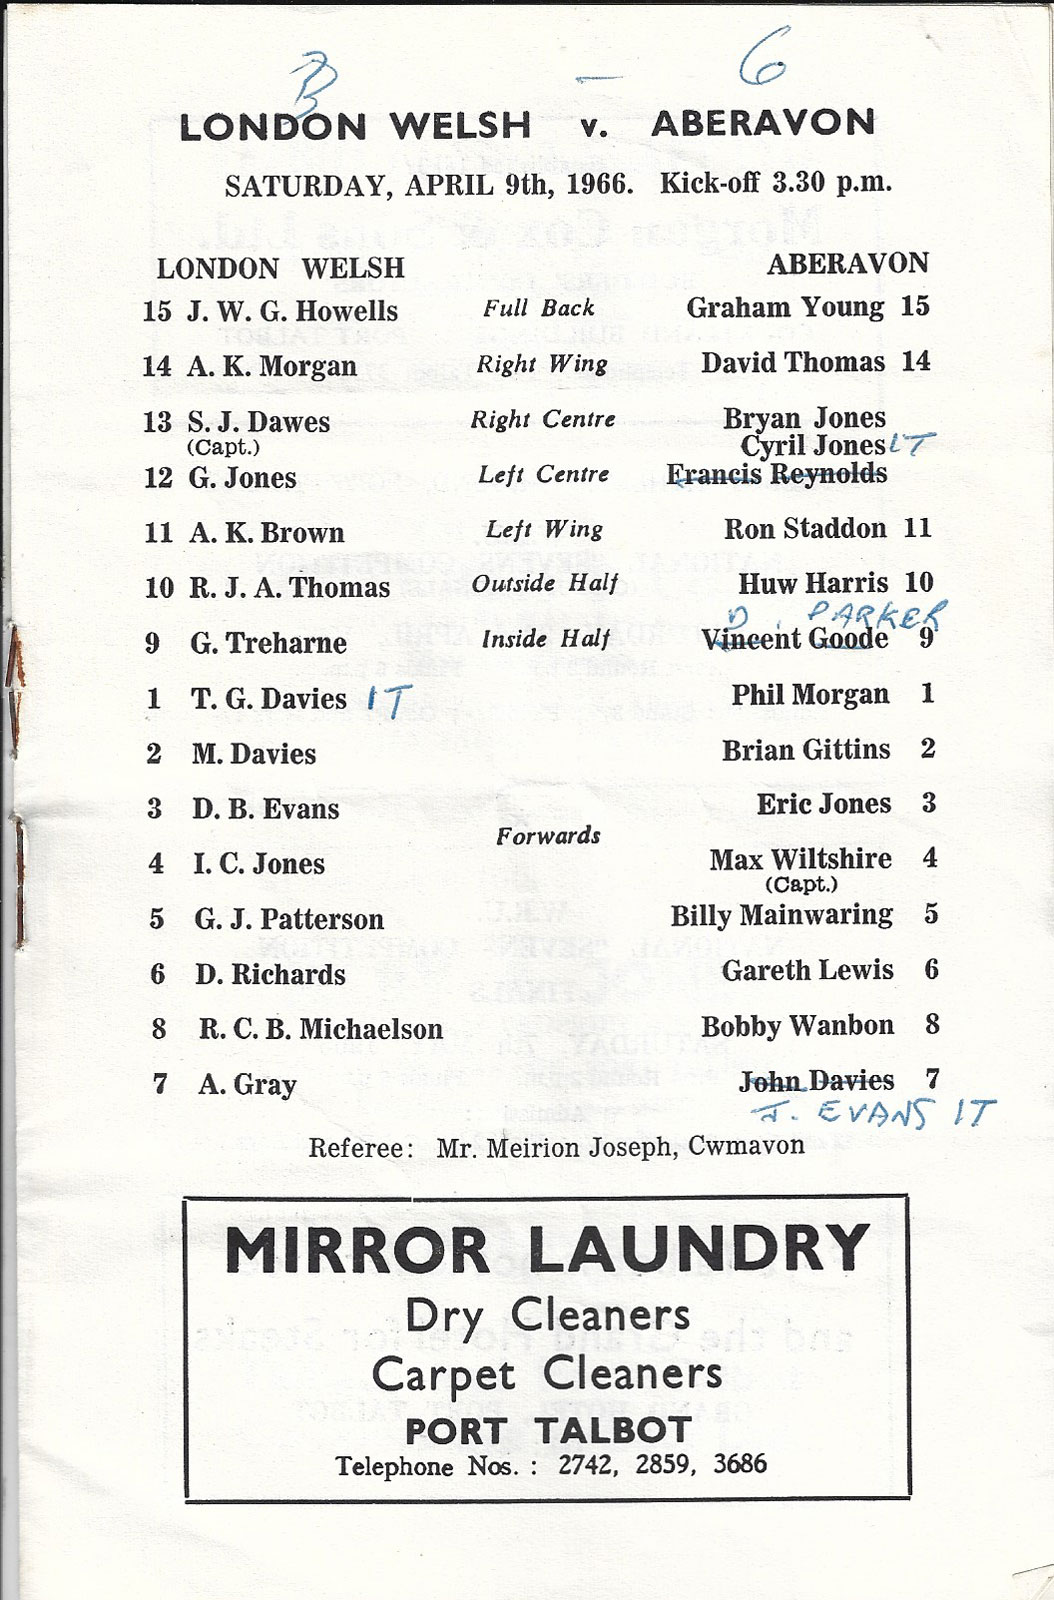 3 - 6
LONDON WELSH v. ABERAVON
SATURDAY, APRIL 9th, 1966. Kick-off 3.30 p.m.
LONDON WELSH ABERAVON
15 J. W. G. Howells Full Back Graham Young 15
14 A. K. Morgan Right Wing David Thomas 14
13 S. J. Dawes Right Centre Bryan Jones
(Capt.) Cyril Jones 1T
12 G. Jones Left Centre Francis Reynolds
11 A. K. Brown Left Wing Ron Staddon 11
10 R. J. A. Thomas Outside Half Huw Harris 10
D. PARKER
9 G. Treharne Inside Half Vincent Goode 9
1 T. G. Davies 1T Phil Morgan 1
2 M. Davies Brian Gittins 2
3 D. B. Evans Eric Jones 3
Forwards
4 I. C. Jones Max Wiltshire 4
(Capt.)
5 G. J. Patterson Billy Mainwaring 5
6 D. Richards Gareth Lewis 6
8 R. C. B. Michaelson Bobby Wanbon 8
7 A. Gray John Davies 7
J. EVANS 1T
Referee: Mr. Meirion Joseph, Cwmavon
MIRROR LAUNDRY
Dry Cleaners
Carpet Cleaners
PORT TALBOT
Telephone Nos. : 2742, 2859, 3686